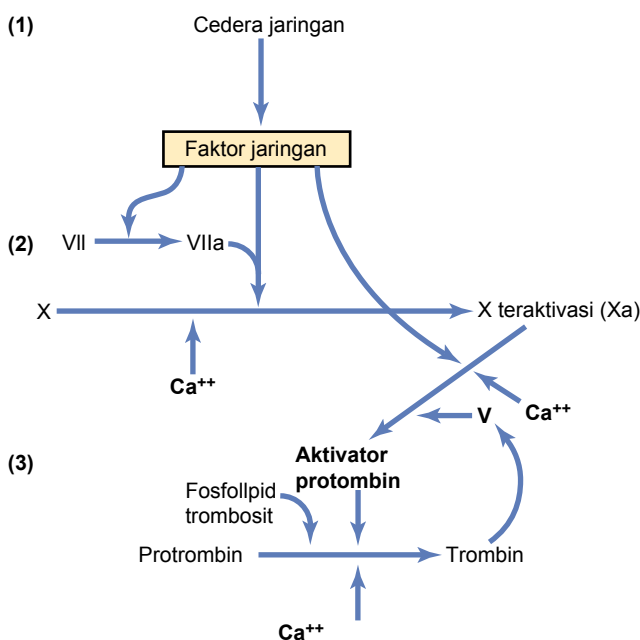 (1) Cedera jaringan
Faktor jaringan
(2) VII VIIa
X X teraktivasi (Xa)
Ca++
Ca++
V
(3)
Aktivator
protombin
Fosfollpid
trombosit
Protrombin Trombin
Ca++